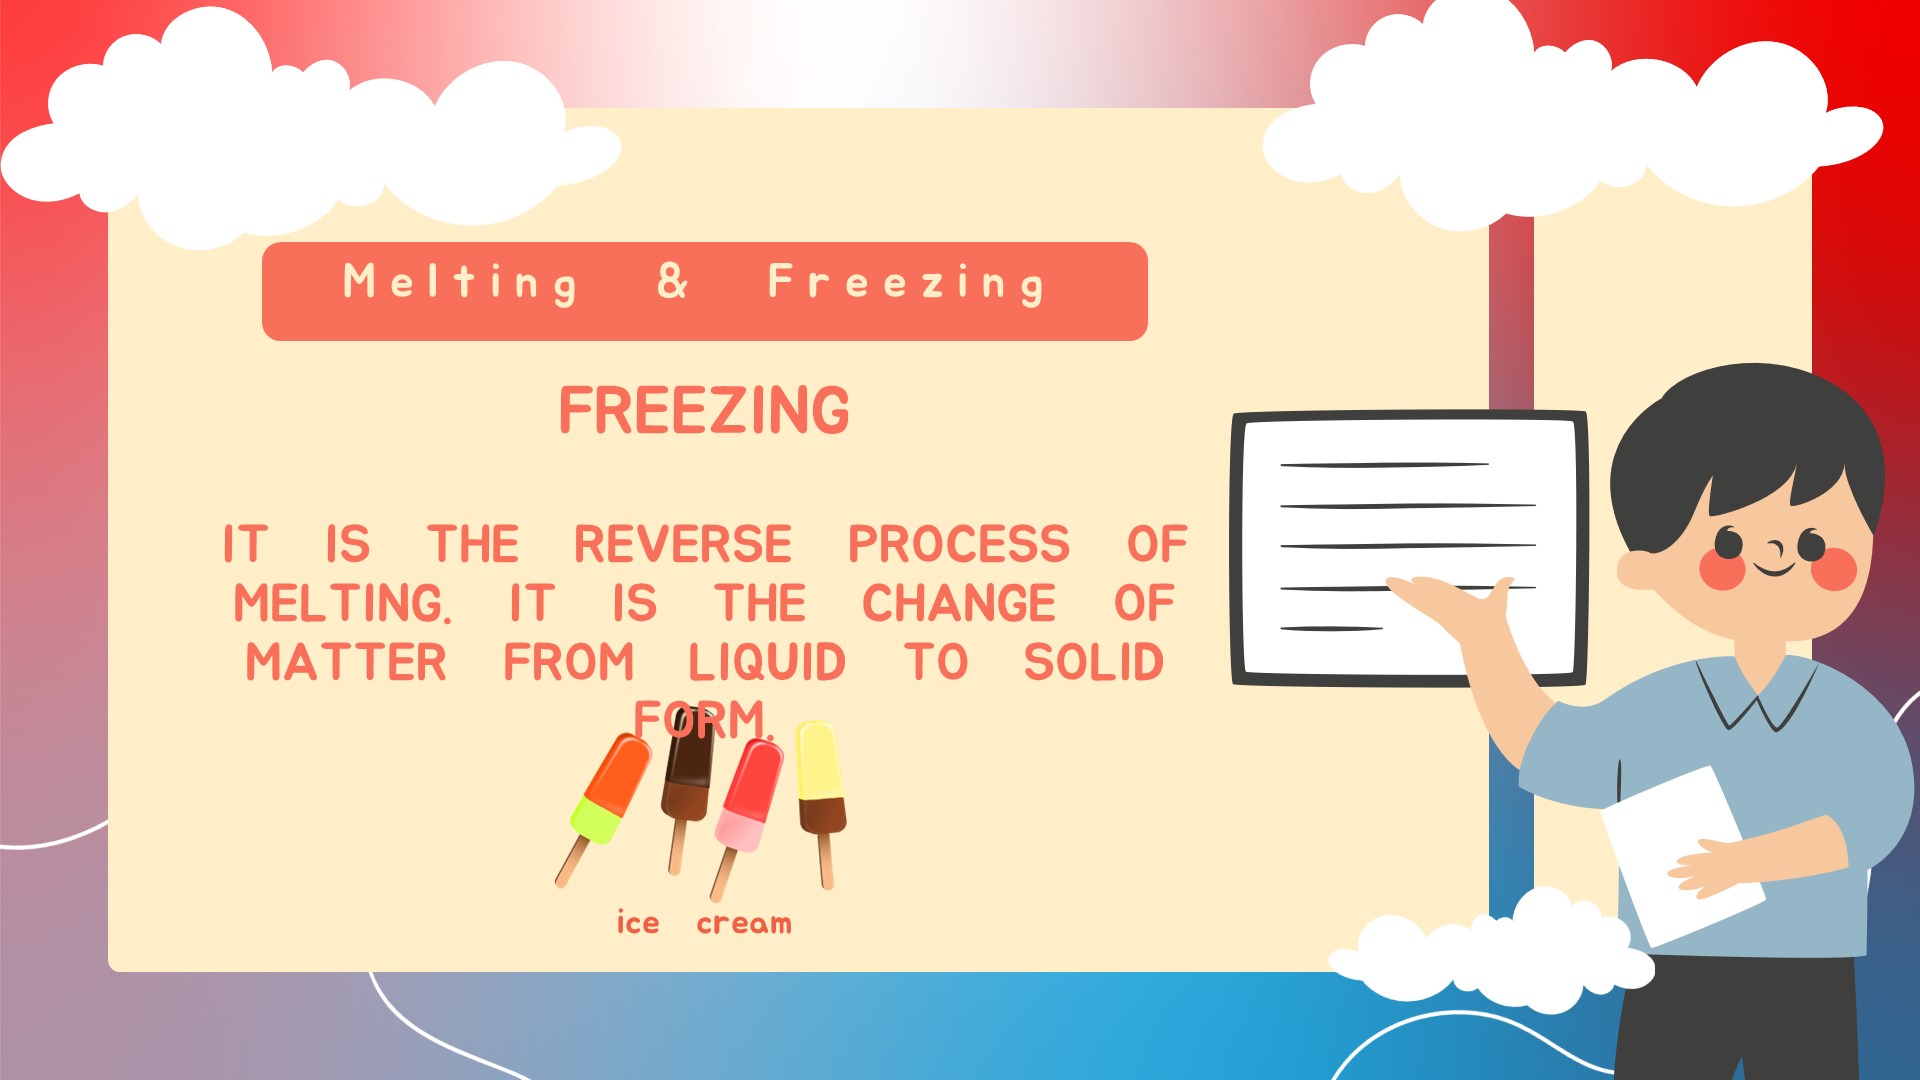 Melting & Freezing
FREEZING
IT IS THE REVERSE PROCESS OF
MELTING. IT IS THE CHANGE OF
MATTER FROM LIQUID TO SOLID
FORM.
ice cream